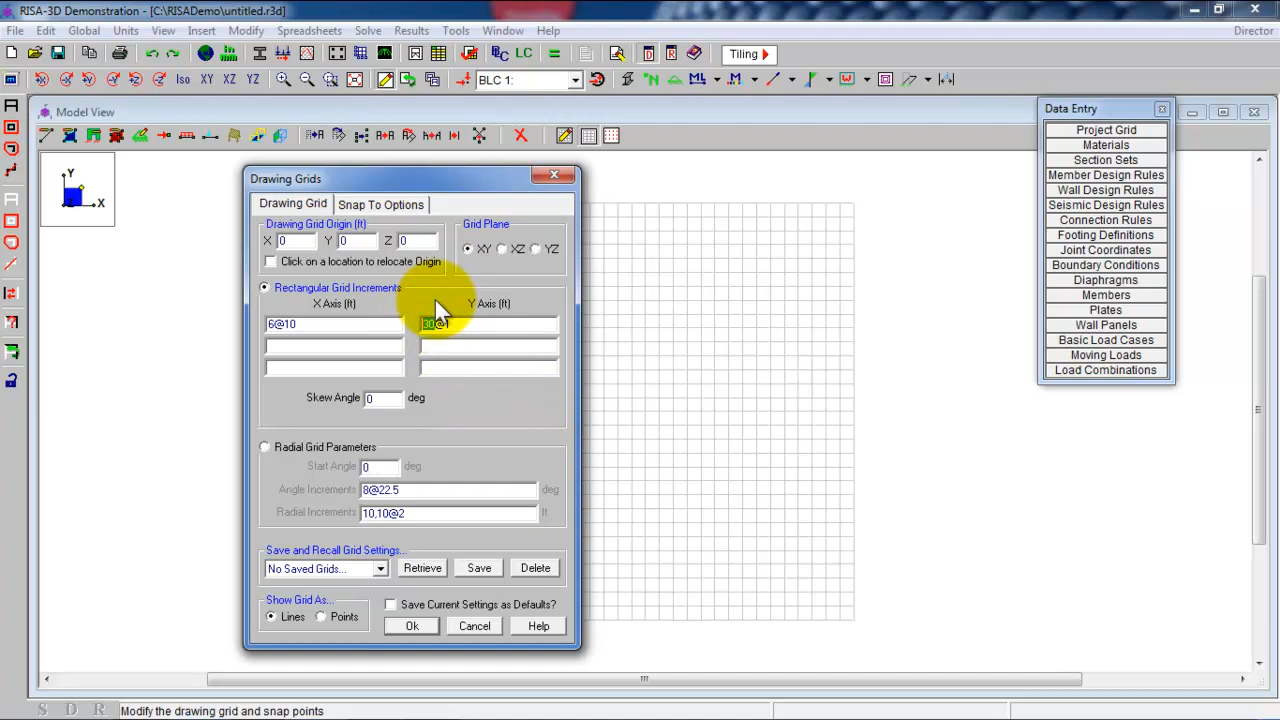 RISA-3D Demonstration - [C:\RISADemo\untitled.r3d]
File Edit Global Units View Insert Modify Spreadsheets Solve Results Tools Window Help Director
LC Tiling
Iso XY XZ YZ BLC 1:
Model View
Y
X
Z
Data Entry
Project Grid
Materials
Section Sets
Member Design Rules
Wall Design Rules
Seismic Design Rules
Connection Rules
Footing Definitions
Joint Coordinates
Boundary Conditions
Diaphragms
Members
Plates
Wall Panels
Basic Load Cases
Moving Loads
Load Combinations
Drawing Grids
Drawing Grid Snap To Options
Drawing Grid Origin (ft) Grid Plane
X 0 Y 0 Z 0 XY XZ YZ
Click on a location to relocate Origin
Rectangular Grid Increments
X Axis (ft) Y Axis (ft)
6@10 30@1
Skew Angle 0 deg
Radial Grid Parameters
Start Angle 0 deg
Angle Increments 8@22.5 deg
Radial Increments 10,10@2 ft
Save and Recall Grid Settings...
No Saved Grids... Retrieve Save Delete
Show Grid As... Save Current Settings as Defaults?
Lines Points Ok Cancel Help
S D R Modify the drawing grid and snap points